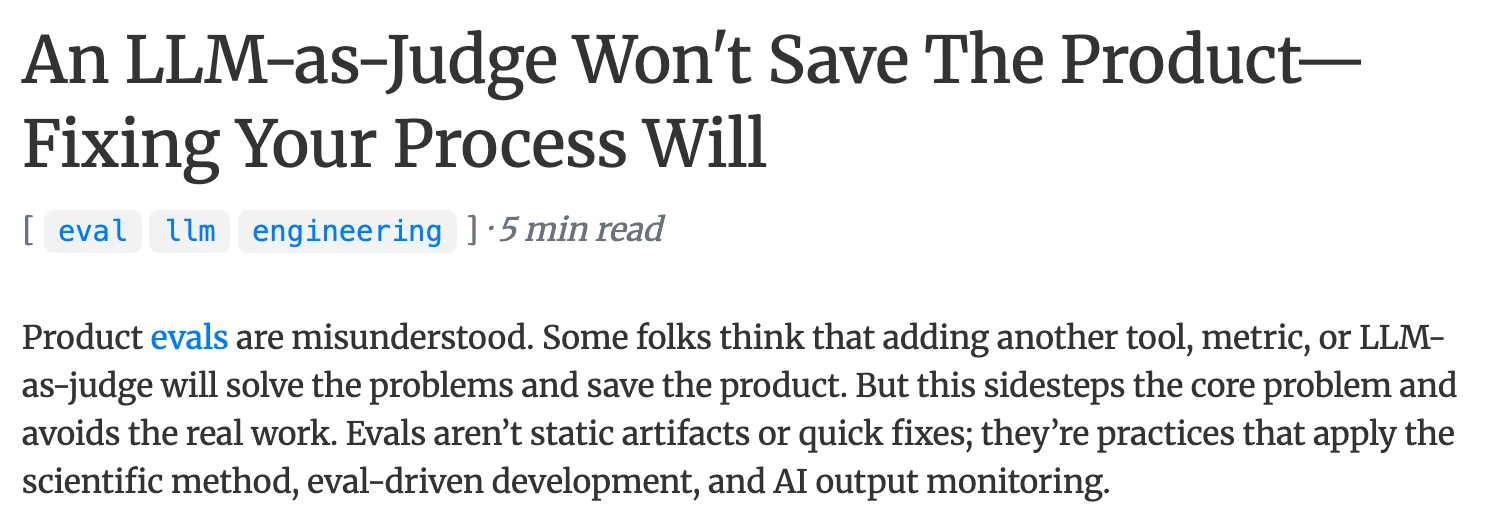 An LLM-as-Judge Won't Save The Product—
Fixing Your Process Will
[ eval llm engineering ] · 5 min read
Product evals are misunderstood. Some folks think that adding another tool, metric, or LLM-
as-judge will solve the problems and save the product. But this sidesteps the core problem and
avoids the real work. Evals aren’t static artifacts or quick fixes; they’re practices that apply the
scientific method, eval-driven development, and AI output monitoring.